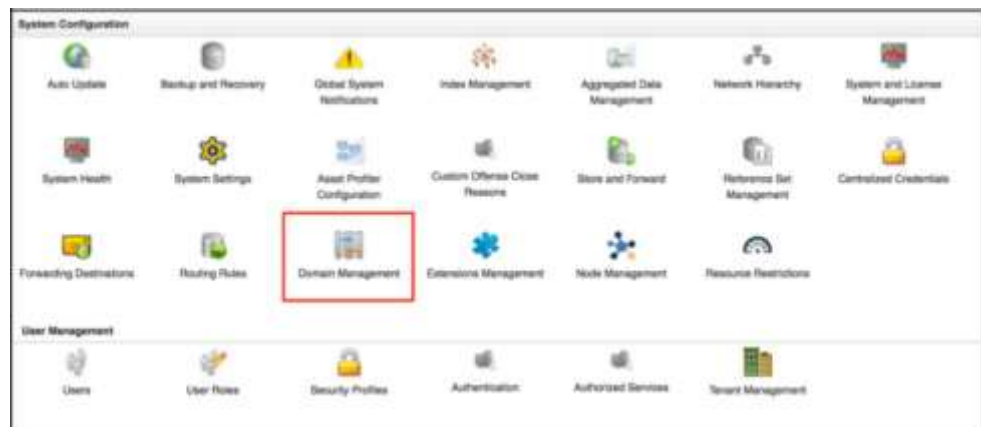 System Configuration
Auto Update
Backup and Recovery
Global System
Notifications
Index Management
Aggregated Data
Management
Network Hierarchy
System and License
Management
System Health
System Settings
Asset Profiler
Configuration
Custom Offense Close
Reasons
Store and Forward
Reference Set
Management
Centralized Credentials
Forwarding Destinations
Routing Rules
Domain Management
Extensions Management
Node Management
Resource Restrictions
User Management
Users
User Roles
Security Profiles
Authentication
Authorized Services
Tenant Management